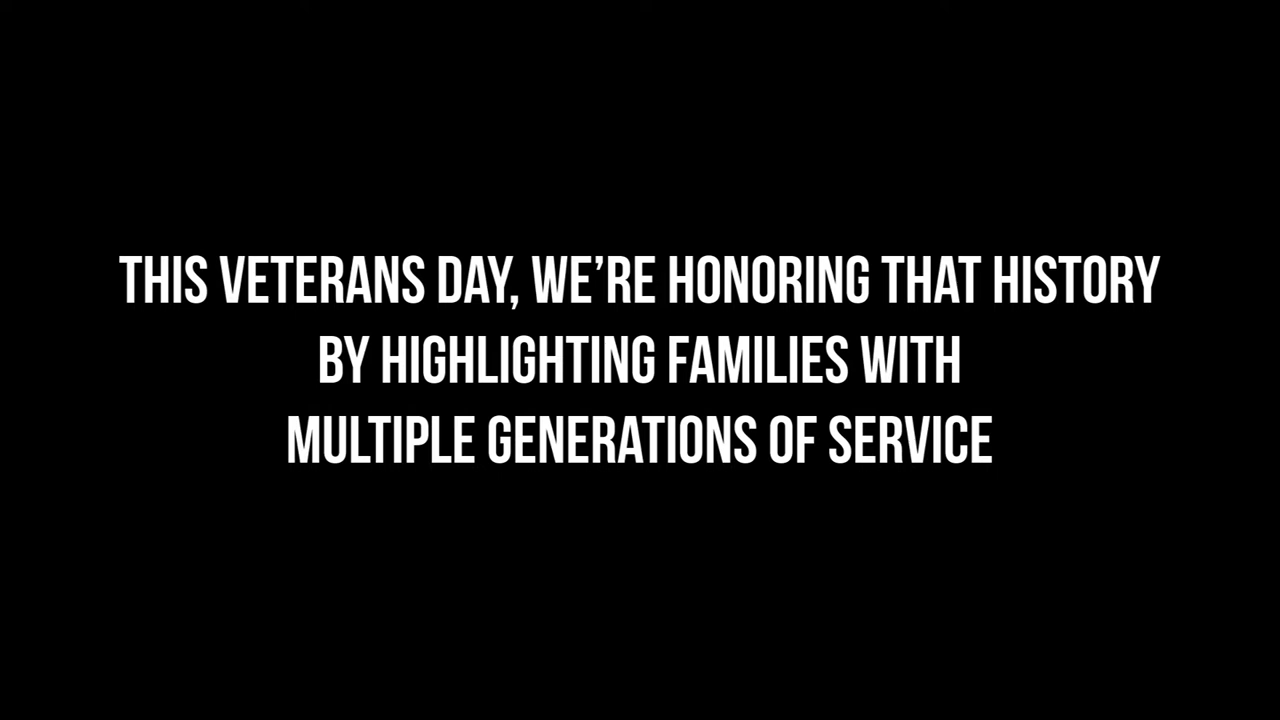 THIS VETERANS DAY, WE’RE HONORING THAT HISTORY
BY HIGHLIGHTING FAMILIES WITH
MULTIPLE GENERATIONS OF SERVICE